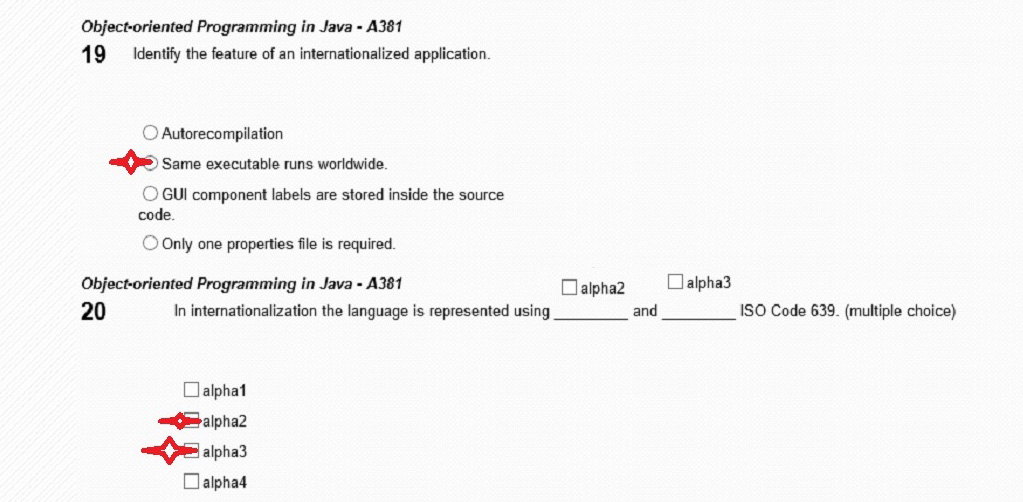 Object-oriented Programming in Java - A381
19 Identify the feature of an internationalized application.
Autorecompilation
Same executable runs worldwide.
GUI component labels are stored inside the source
code.
Only one properties file is required.
Object-oriented Programming in Java - A381
alpha2 alpha3
20 In internationalization the language is represented using ________ and ________ ISO Code 639. (multiple choice)
alpha1
alpha2
alpha3
alpha4